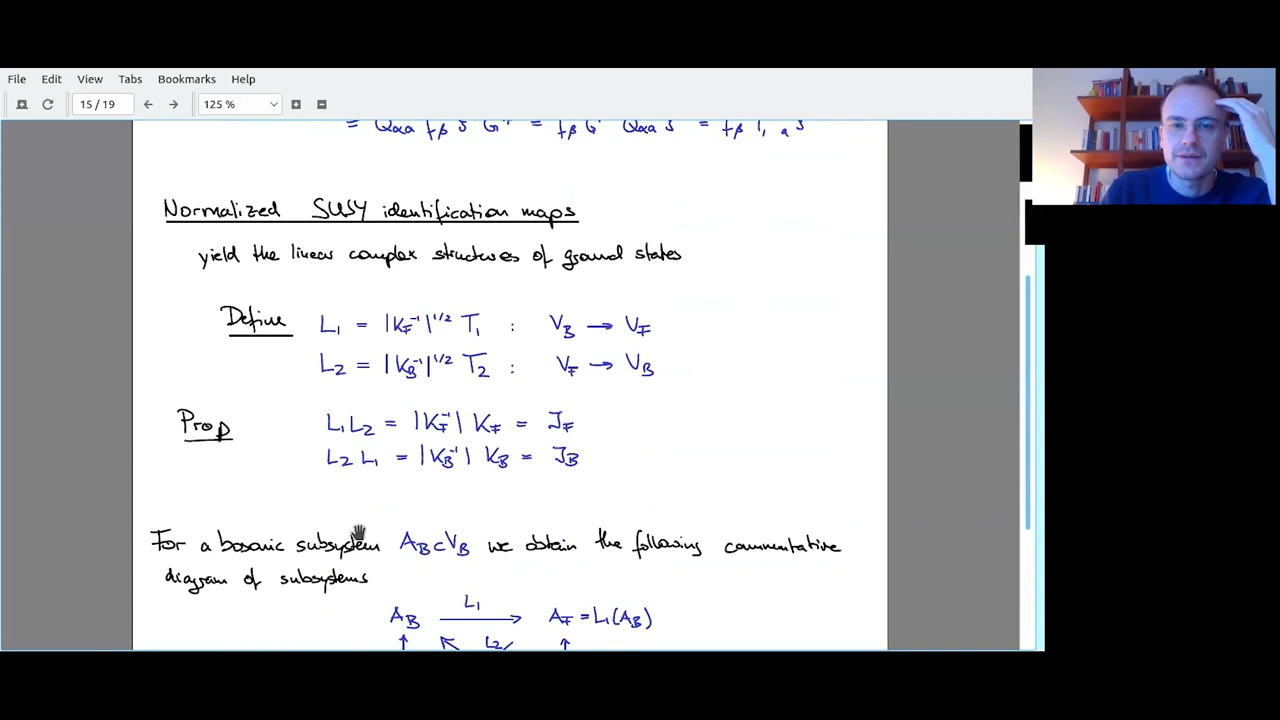 File Edit View Tabs Bookmarks Help
15 / 19 125 %
Normalized SUSY identification maps
yield the linear complex structures of ground states
Define L₁ = |K_F⁻¹|^{1/2} T₁ : V_B → V_F
L₂ = |K_B⁻¹|^{1/2} T₂ : V_F → V_B
Prop L₁L₂ = |K_F⁻¹| K_F = J_F
L₂ L₁ = |K_B⁻¹| K_B = J_B
For a bosonic subsystem A_B ⊂ V_B we obtain the following commutative
diagram of subsystems
A_B L₁ → A_F = L₁(A_B)
↑ ↖ L₂ ↑